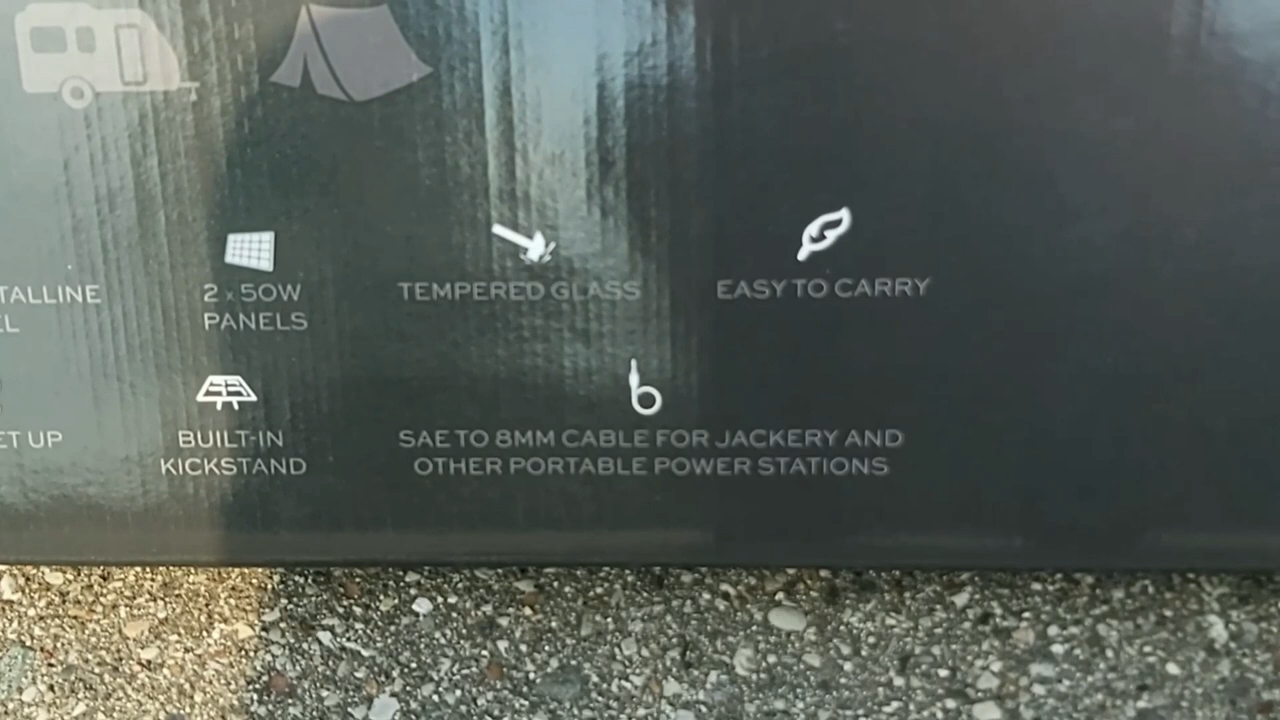 TALLINE
EL
2 x 50W
PANELS
TEMPERED GLASS
EASY TO CARRY
ET UP
BUILT-IN
KICKSTAND
SAE TO 8MM CABLE FOR JACKERY AND
OTHER PORTABLE POWER STATIONS